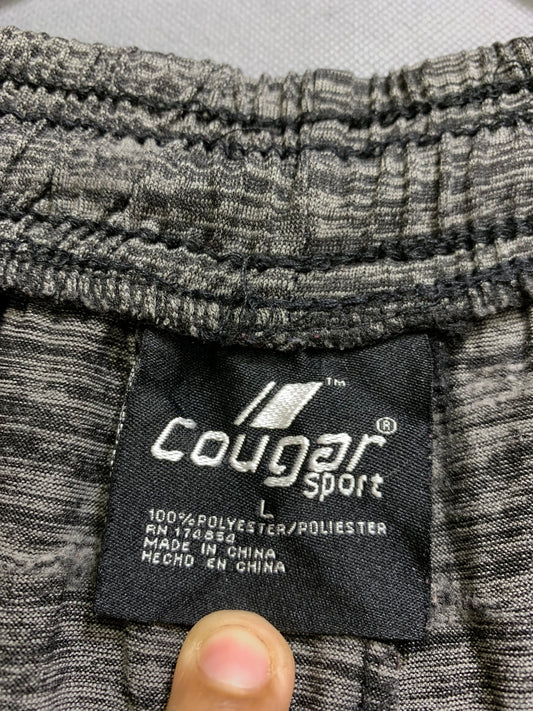 ™
Cougar®
sport
L
100% POLYESTER/POLIESTER
RN 174854
MADE IN CHINA
HECHO EN CHINA